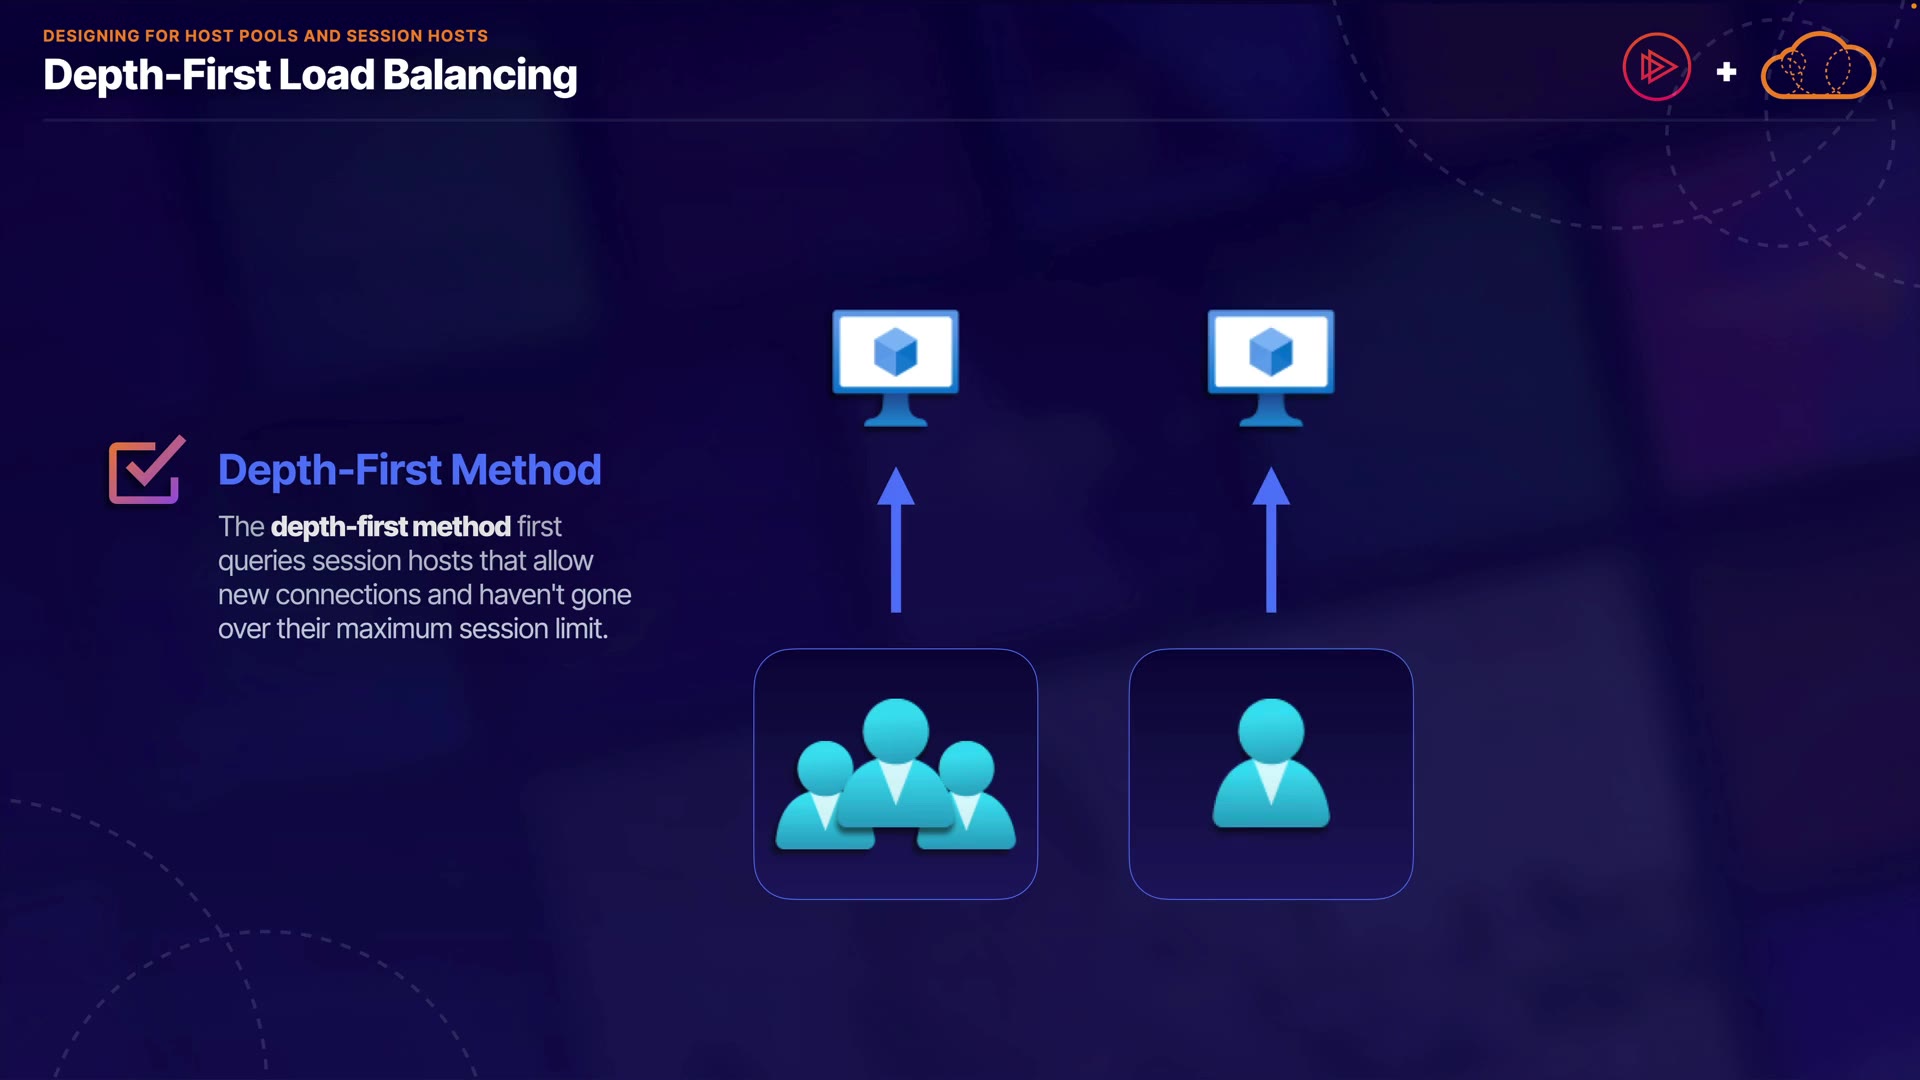 DESIGNING FOR HOST POOLS AND SESSION HOSTS
Depth-First Load Balancing
+
Depth-First Method
The depth-first method first
queries session hosts that allow
new connections and haven't gone
over their maximum session limit.